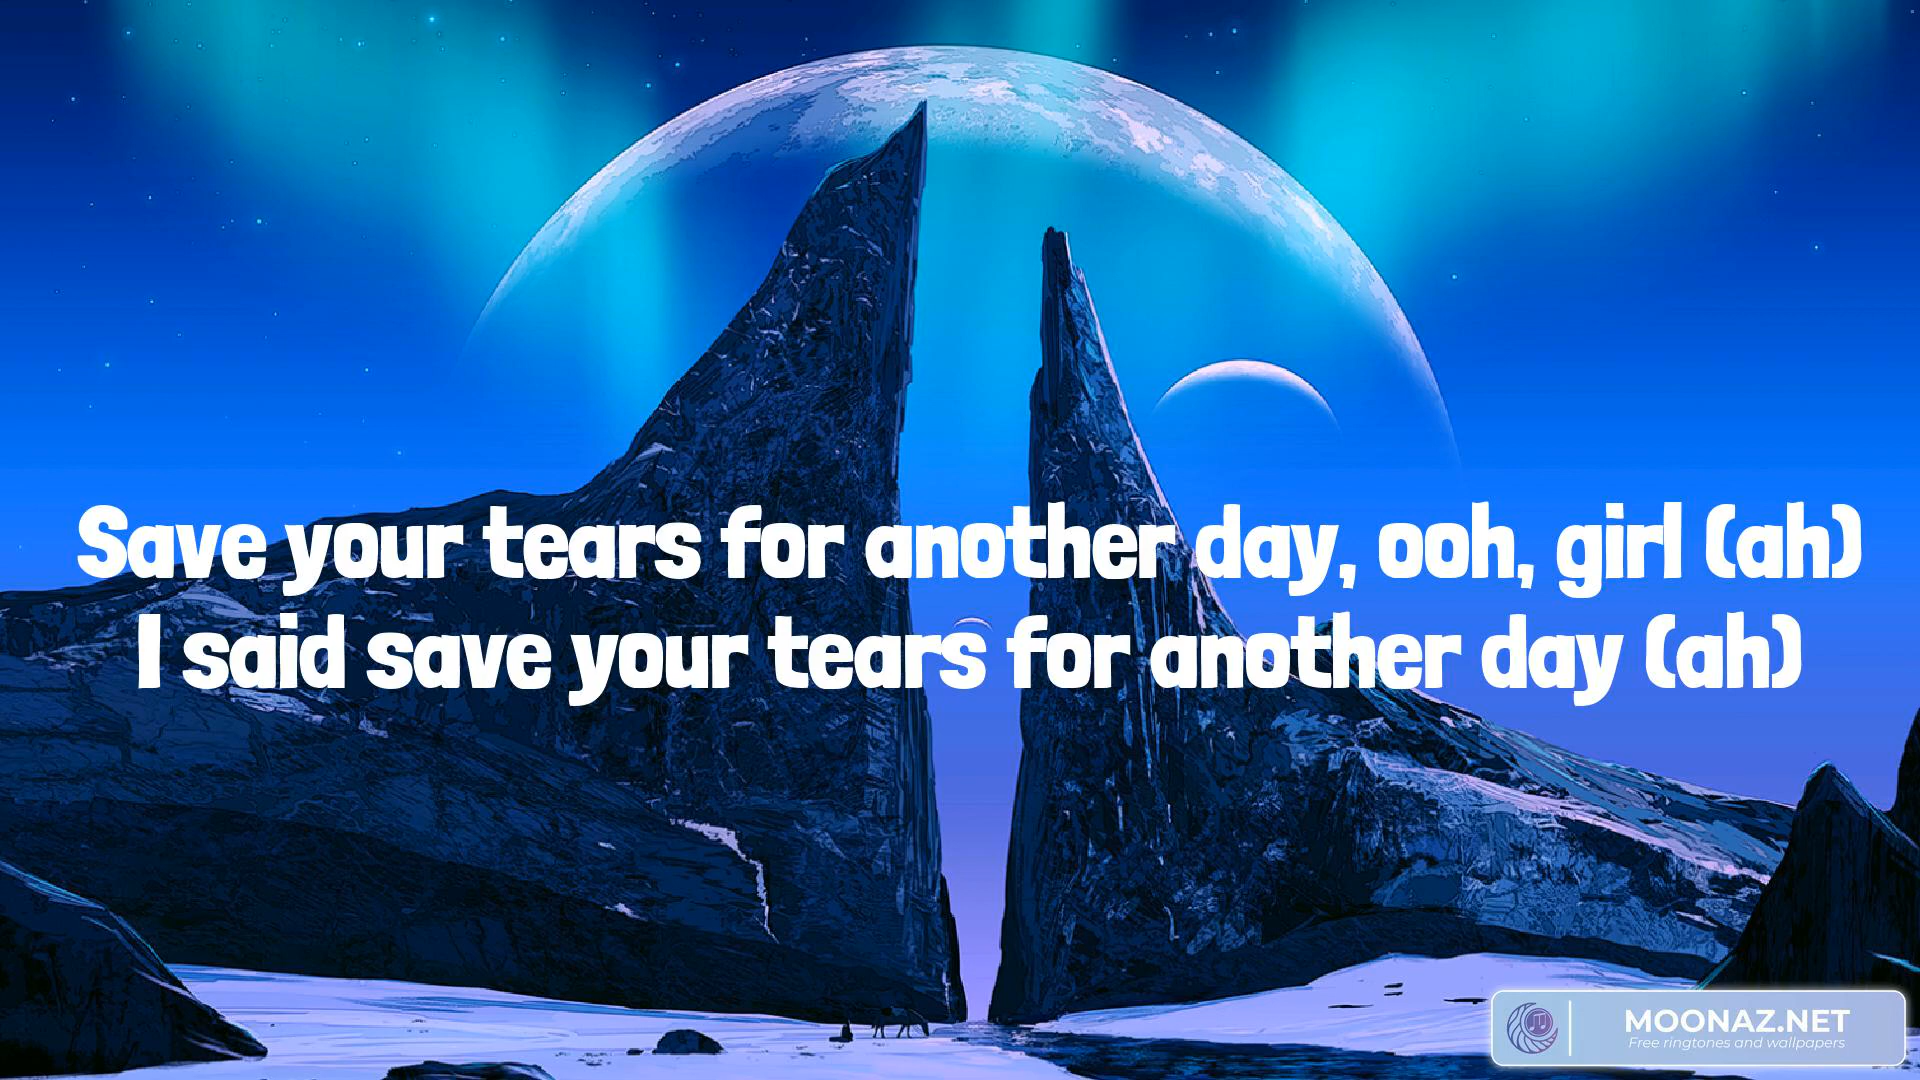 Save your tears for another day, ooh, girl (ah)
I said save your tears for another day (ah)
MOONAZ.NET
Free ringtones and wallpapers